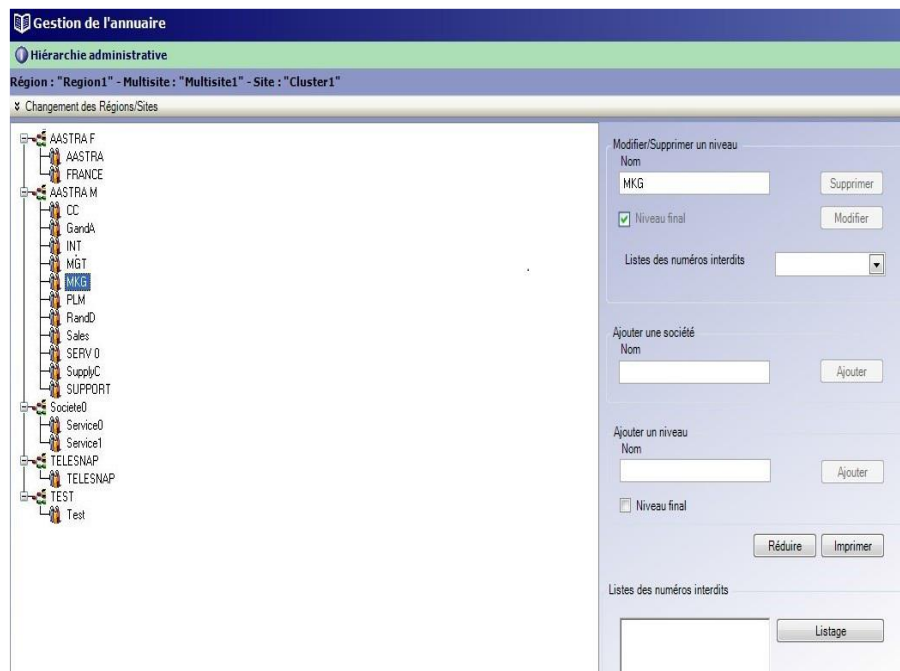 Gestion de l'annuaire
Hiérarchie administrative
Région : "Region1" - Multisite : "Multisite1" - Site : "Cluster1"
Changement des Régions/Sites
AASTRA F
AASTRA
FRANCE
AASTRA M
CC
GandA
INT
MGT
MKG
PLM
RandD
Sales
SERV 0
SupplyC
SUPPORT
Societe0
Service0
Service1
TELESNAP
TELESNAP
TEST
Test
Modifier/Supprimer un niveau
Nom
MKG
Supprimer
Niveau final
Modifier
Listes des numéros interdits
Ajouter une société
Nom
Ajouter
Ajouter un niveau
Nom
Ajouter
Niveau final
Réduire
Imprimer
Listes des numéros interdits
Listage